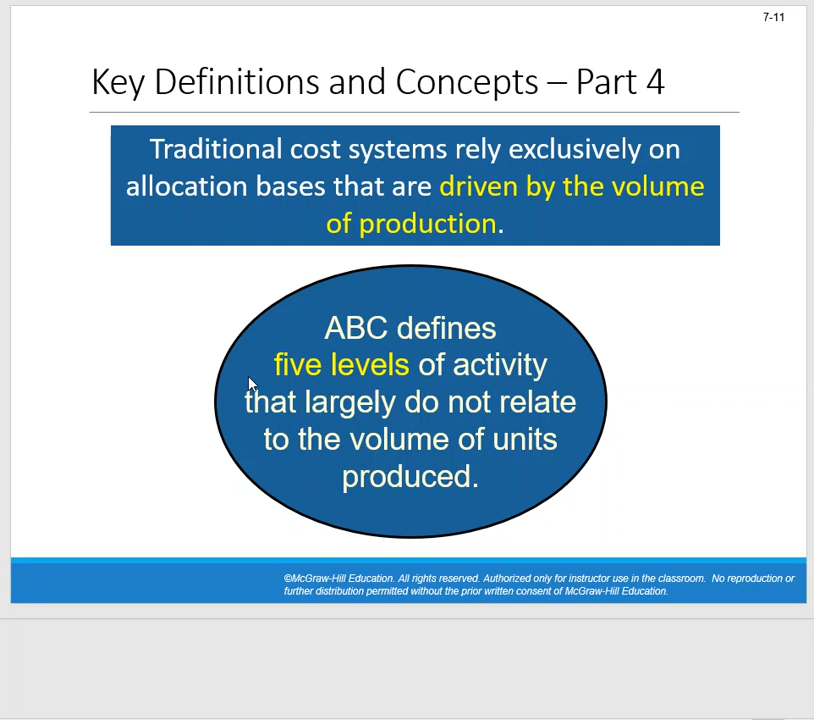 7-11
Key Definitions and Concepts – Part 4
Traditional cost systems rely exclusively on
allocation bases that are driven by the volume
of production.
ABC defines
five levels of activity
that largely do not relate
to the volume of units
produced.
©McGraw-Hill Education. All rights reserved. Authorized only for instructor use in the classroom. No reproduction or
further distribution permitted without the prior written consent of McGraw-Hill Education.